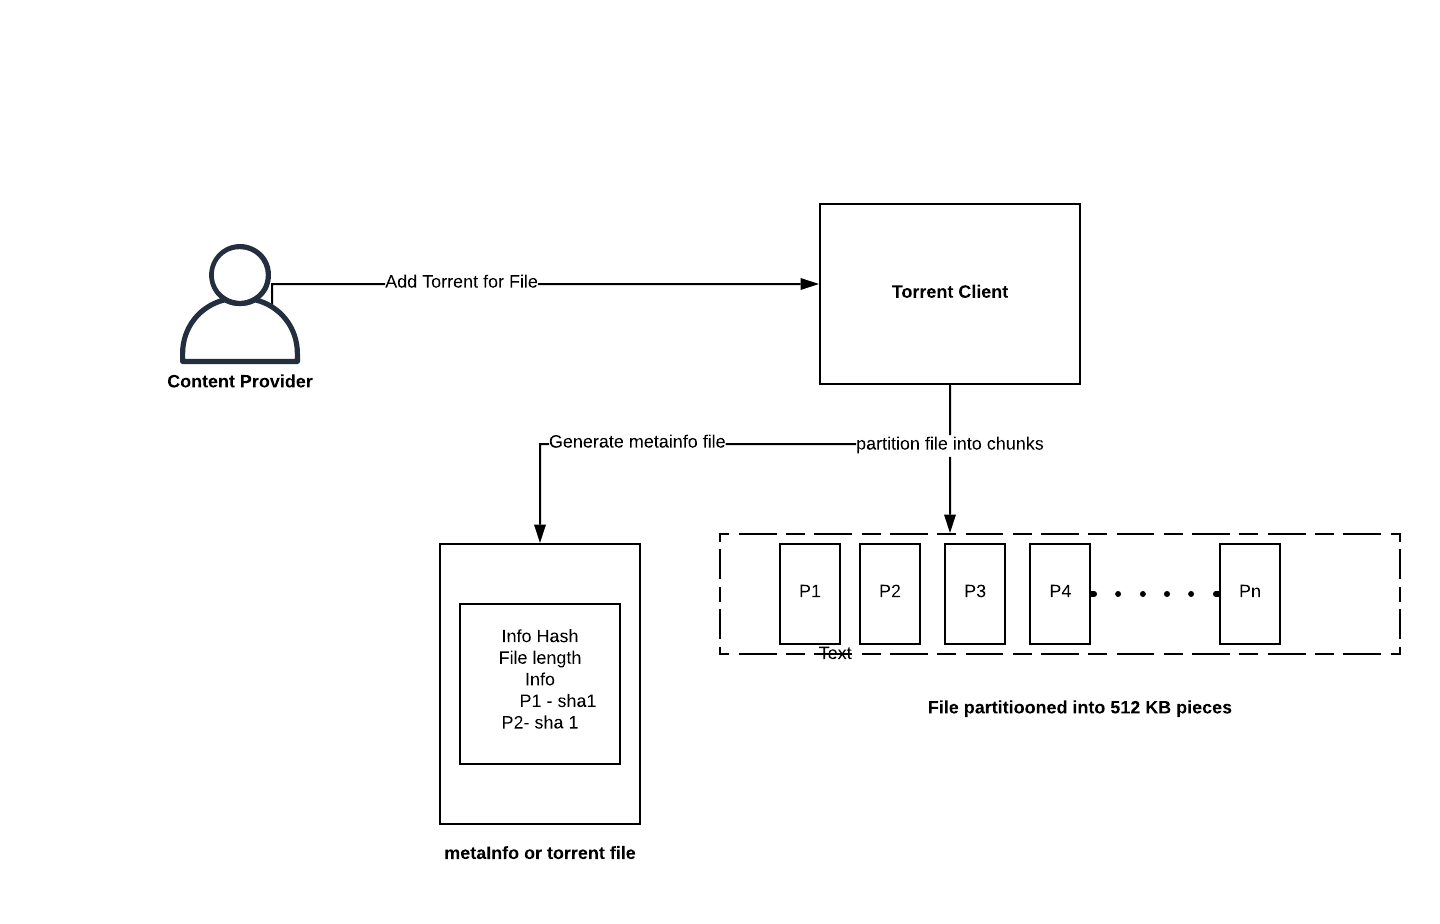 Add Torrent for File
Torrent Client
Content Provider
Generate metainfo file
partition file into chunks
P1
P2
P3
P4
Pn
Text
Info Hash
File length
Info
P1 - sha1
P2- sha 1
File partitiooned into 512 KB pieces
metaInfo or torrent file